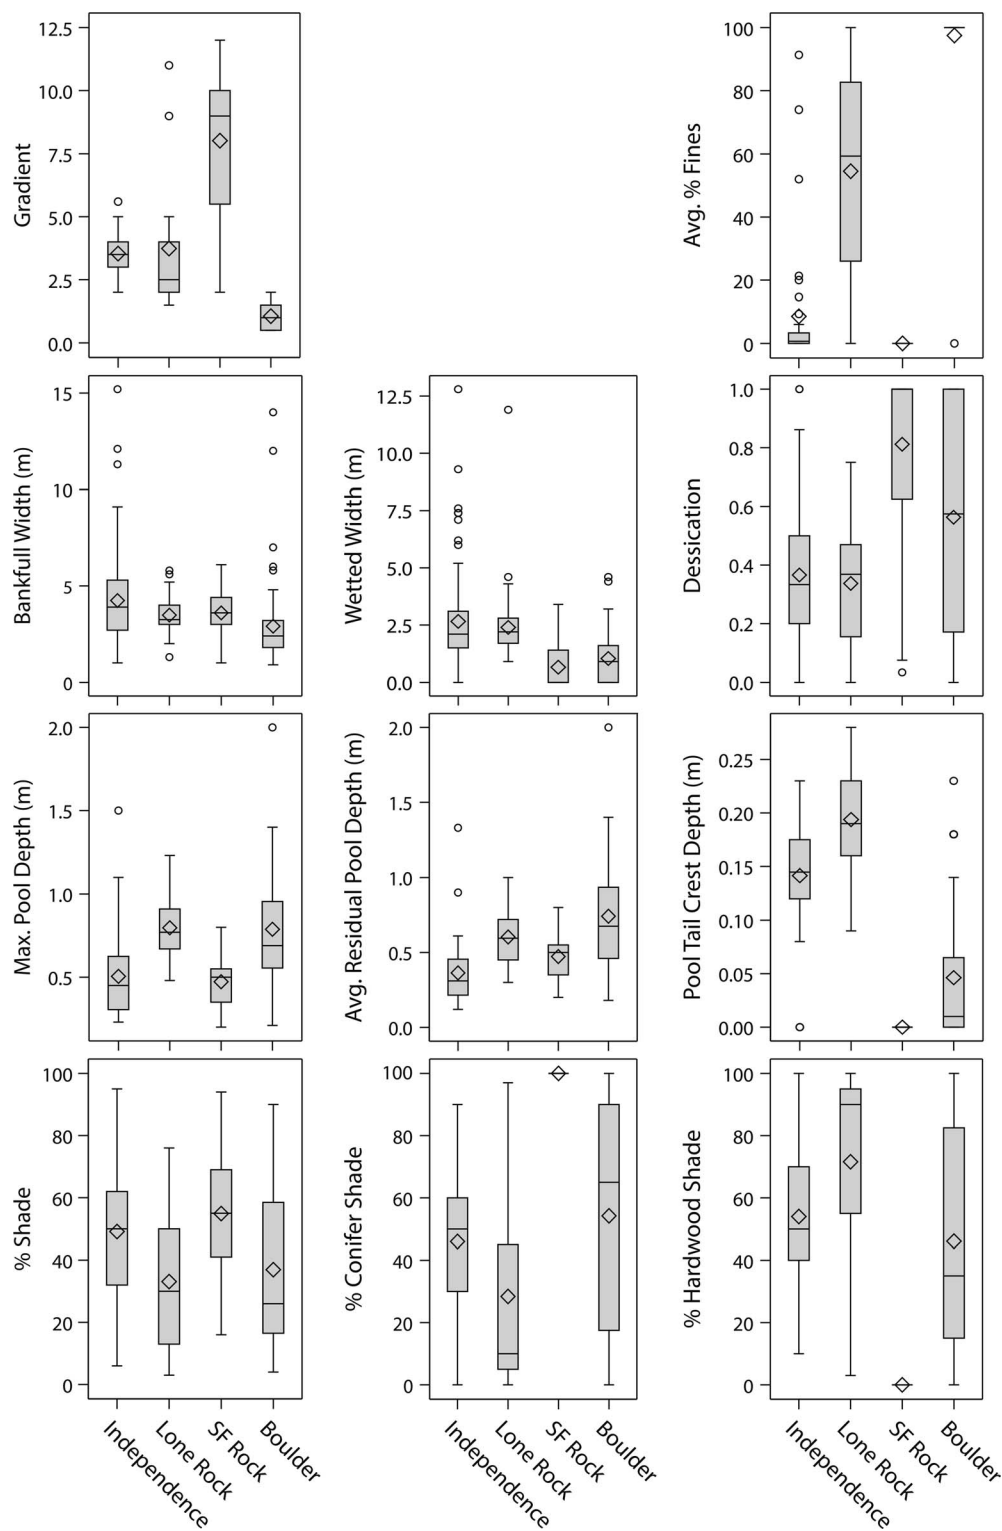 Gradient
12.5
10.0
7.5
5.0
2.5
0.0
Avg. % Fines
100
80
60
40
20
0
Bankfull Width (m)
15
10
5
0
Wetted Width (m)
12.5
10.0
7.5
5.0
2.5
0.0
Dessication
1.0
0.8
0.6
0.4
0.2
0.0
Max. Pool Depth (m)
2.0
1.5
1.0
0.5
Avg. Residual Pool Depth (m)
2.0
1.5
1.0
0.5
0.0
Pool Tail Crest Depth (m)
0.25
0.20
0.15
0.10
0.05
0.00
% Shade
100
80
60
40
20
0
% Conifer Shade
100
80
60
40
20
0
% Hardwood Shade
100
80
60
40
20
0
Independence
Lone Rock
SF Rock
Boulder
Independence
Lone Rock
SF Rock
Boulder
Independence
Lone Rock
SF Rock
Boulder